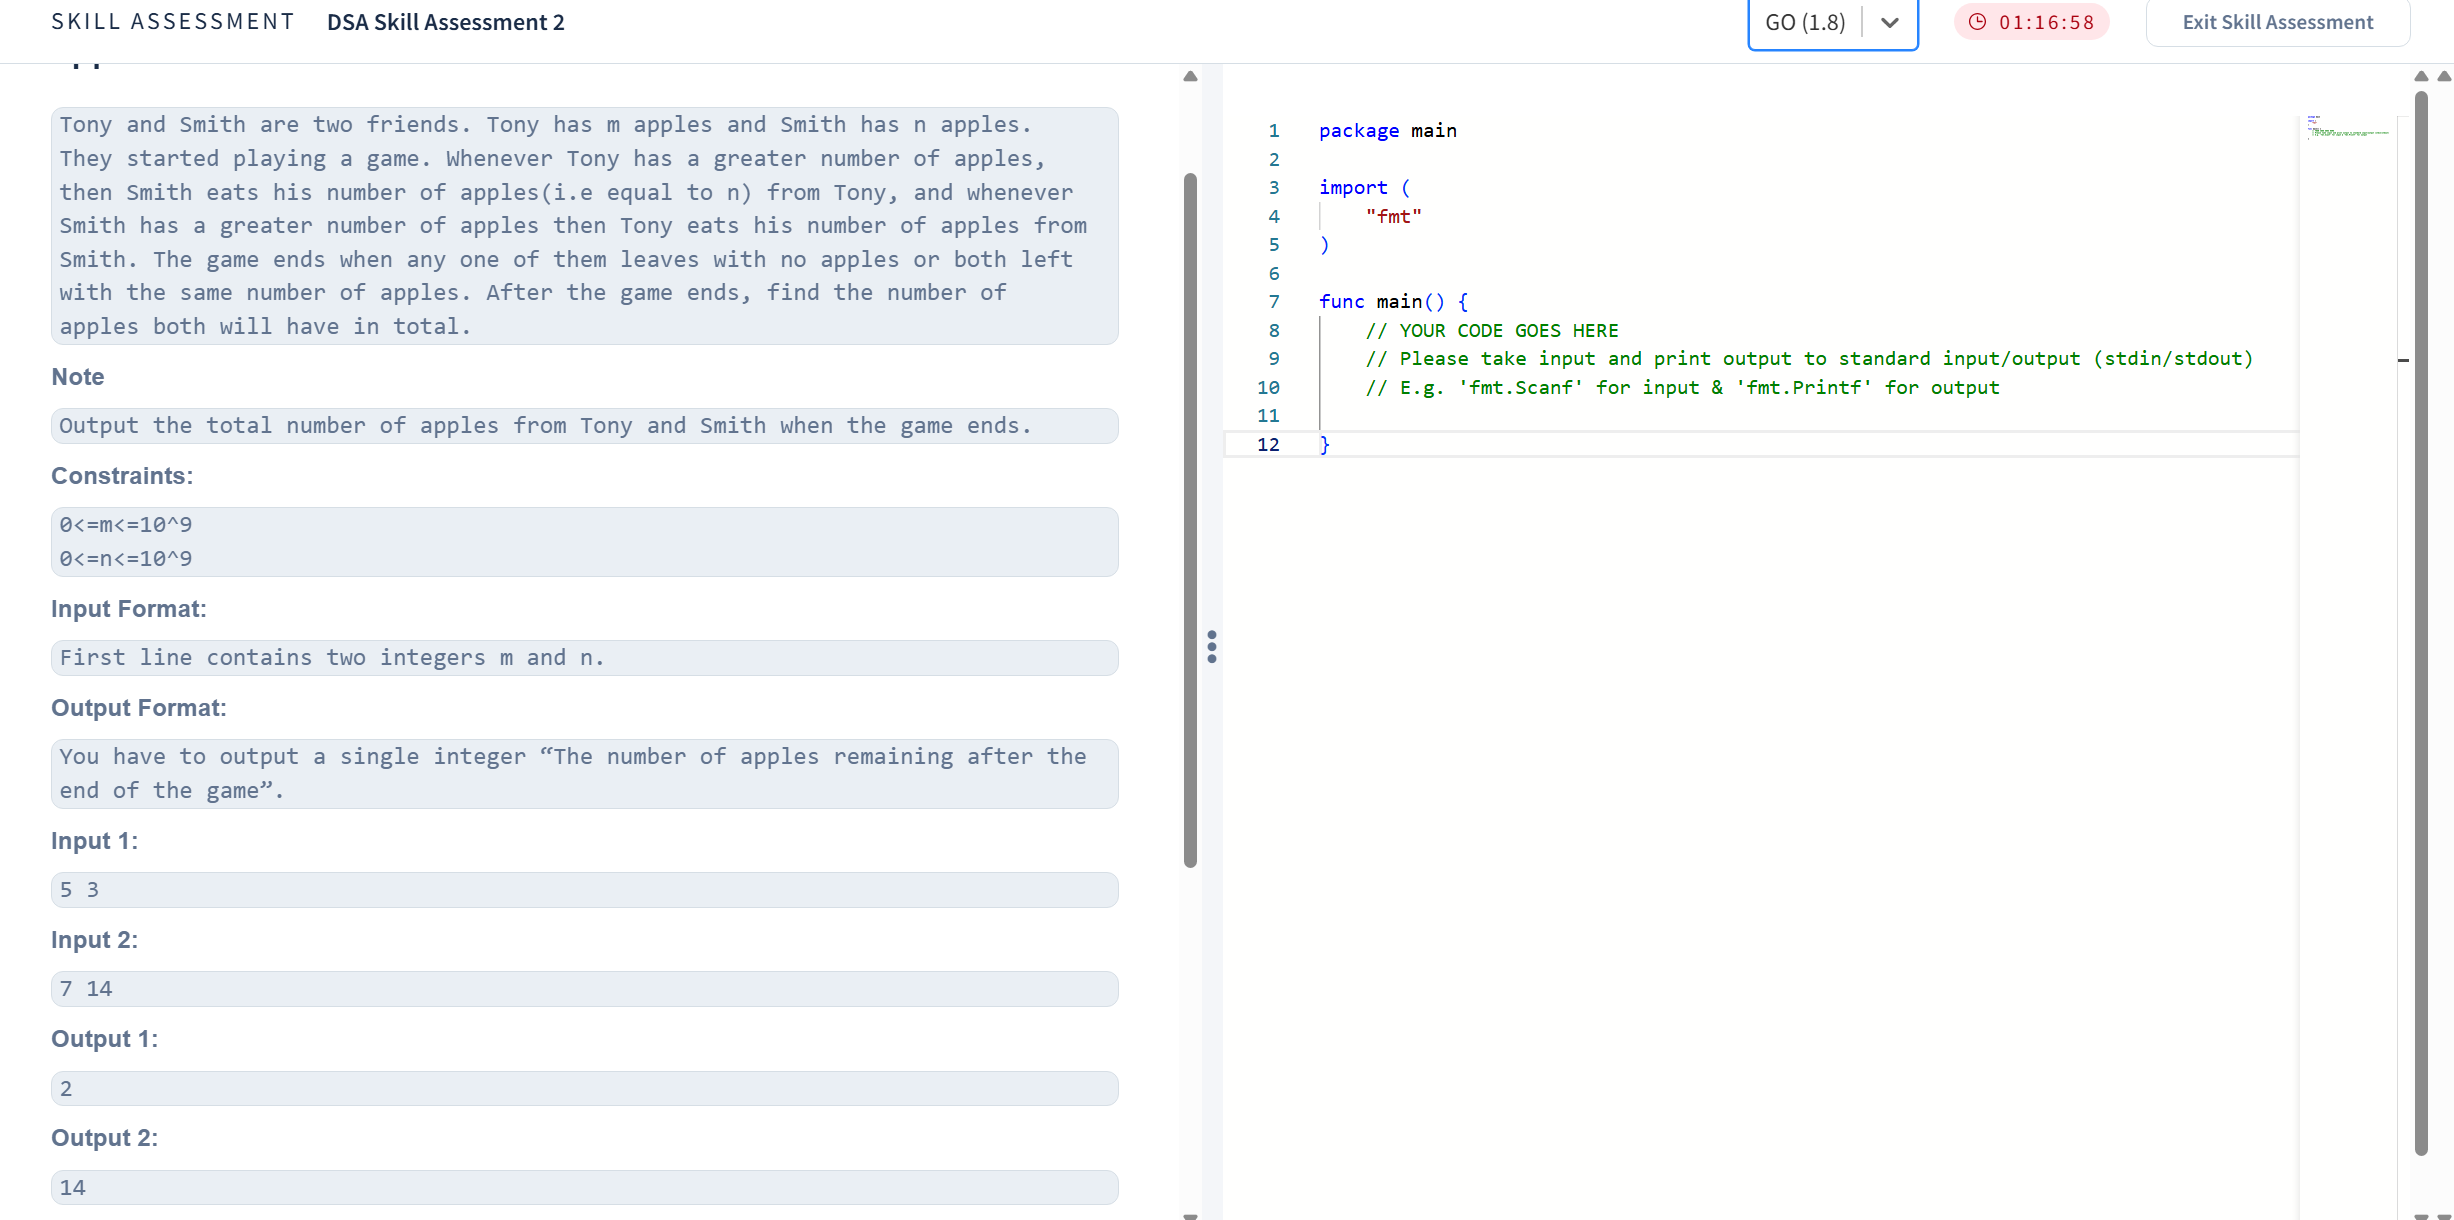 SKILL ASSESSMENT DSA Skill Assessment 2 GO (1.8) 01:16:58 Exit Skill Assessment
Tony and Smith are two friends. Tony has m apples and Smith has n apples.
They started playing a game. Whenever Tony has a greater number of apples,
then Smith eats his number of apples(i.e equal to n) from Tony, and whenever
Smith has a greater number of apples then Tony eats his number of apples from
Smith. The game ends when any one of them leaves with no apples or both left
with the same number of apples. After the game ends, find the number of
apples both will have in total.
Note
Output the total number of apples from Tony and Smith when the game ends.
Constraints:
0<=m<=10^9
0<=n<=10^9
Input Format:
First line contains two integers m and n.
Output Format:
You have to output a single integer “The number of apples remaining after the
end of the game”.
Input 1:
5 3
Input 2:
7 14
Output 1:
2
Output 2:
14
1 package main
2
3 import (
4 "fmt"
5 )
6
7 func main() {
8 // YOUR CODE GOES HERE
9 // Please take input and print output to standard input/output (stdin/stdout)
10 // E.g. 'fmt.Scanf' for input & 'fmt.Printf' for output
11
12 }